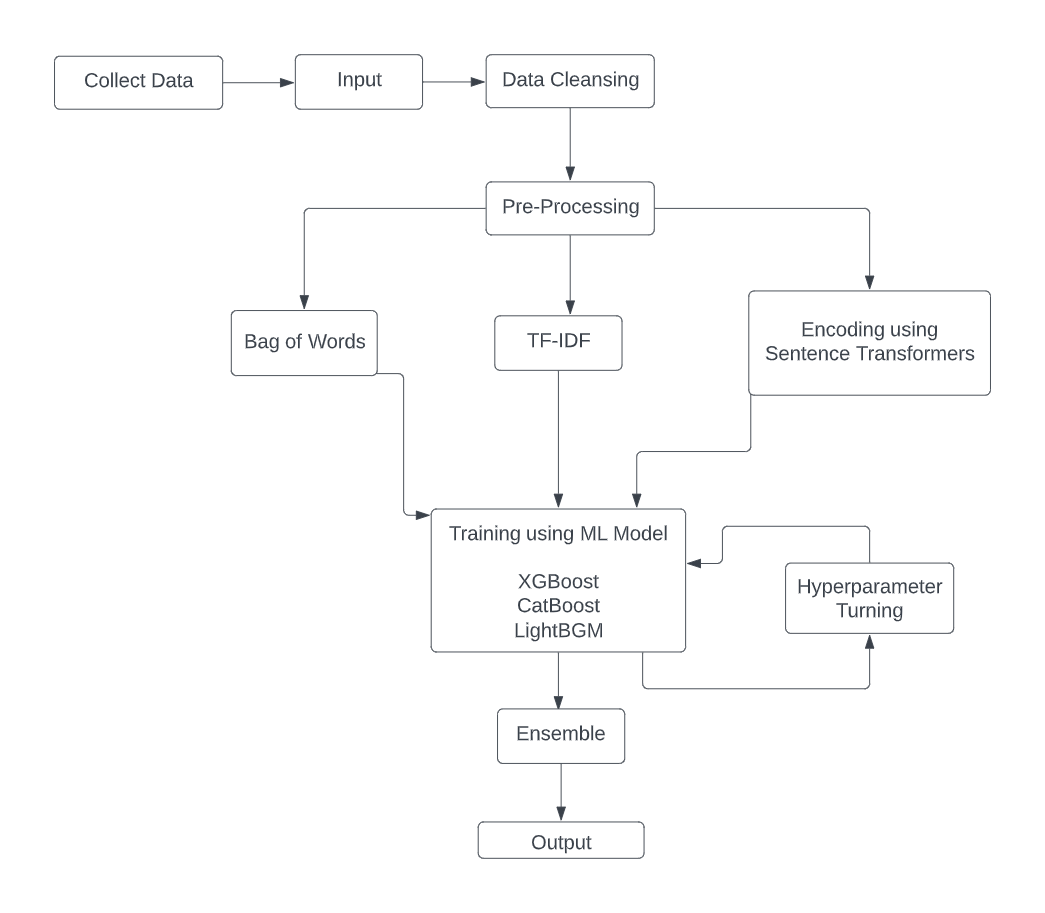 Collect Data
Input
Data Cleansing
Pre-Processing
Bag of Words
TF-IDF
Encoding using
Sentence Transformers
Training using ML Model
XGBoost
CatBoost
LightBGM
Hyperparameter
Turning
Ensemble
Output